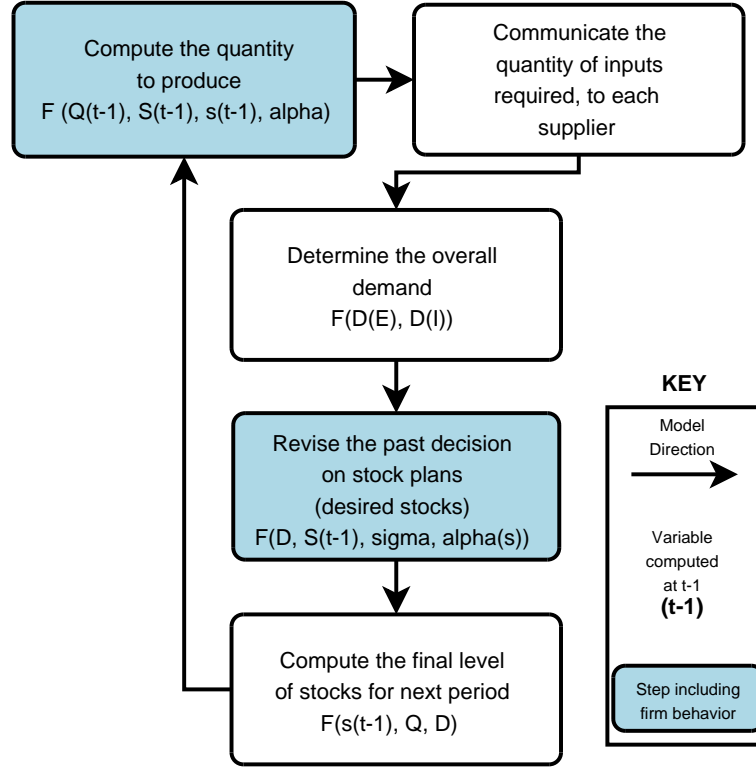 Compute the quantity
to produce
F (Q(t-1), S(t-1), s(t-1), alpha)
Communicate the
quantity of inputs
required, to each
supplier
Determine the overall
demand
F(D(E), D(I))
Revise the past decision
on stock plans
(desired stocks)
F(D, S(t-1), sigma, alpha(s))
Compute the final level
of stocks for next period
F(s(t-1), Q, D)
KEY
Model
Direction
Variable
computed
at t-1
(t-1)
Step including
firm behavior